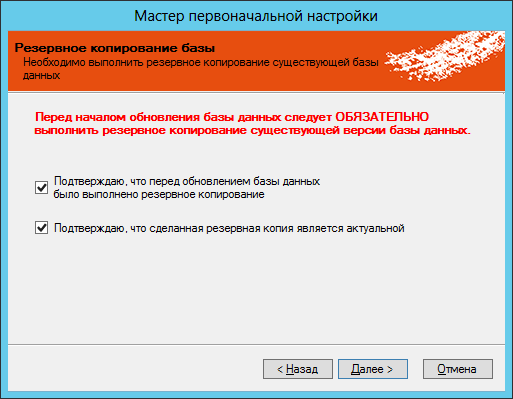 Мастер первоначальной настройки
Резервное копирование базы
Необходимо выполнить резервное копирование существующей базы
данных
Перед началом обновления базы данных следует ОБЯЗАТЕЛЬНО
выполнить резервное копирование существующей версии базы данных.
Подтверждаю, что перед обновлением базы данных
было выполнено резервное копирование
Подтверждаю, что сделанная резервная копия является актуальной
< Назад
Далее >
Отмена